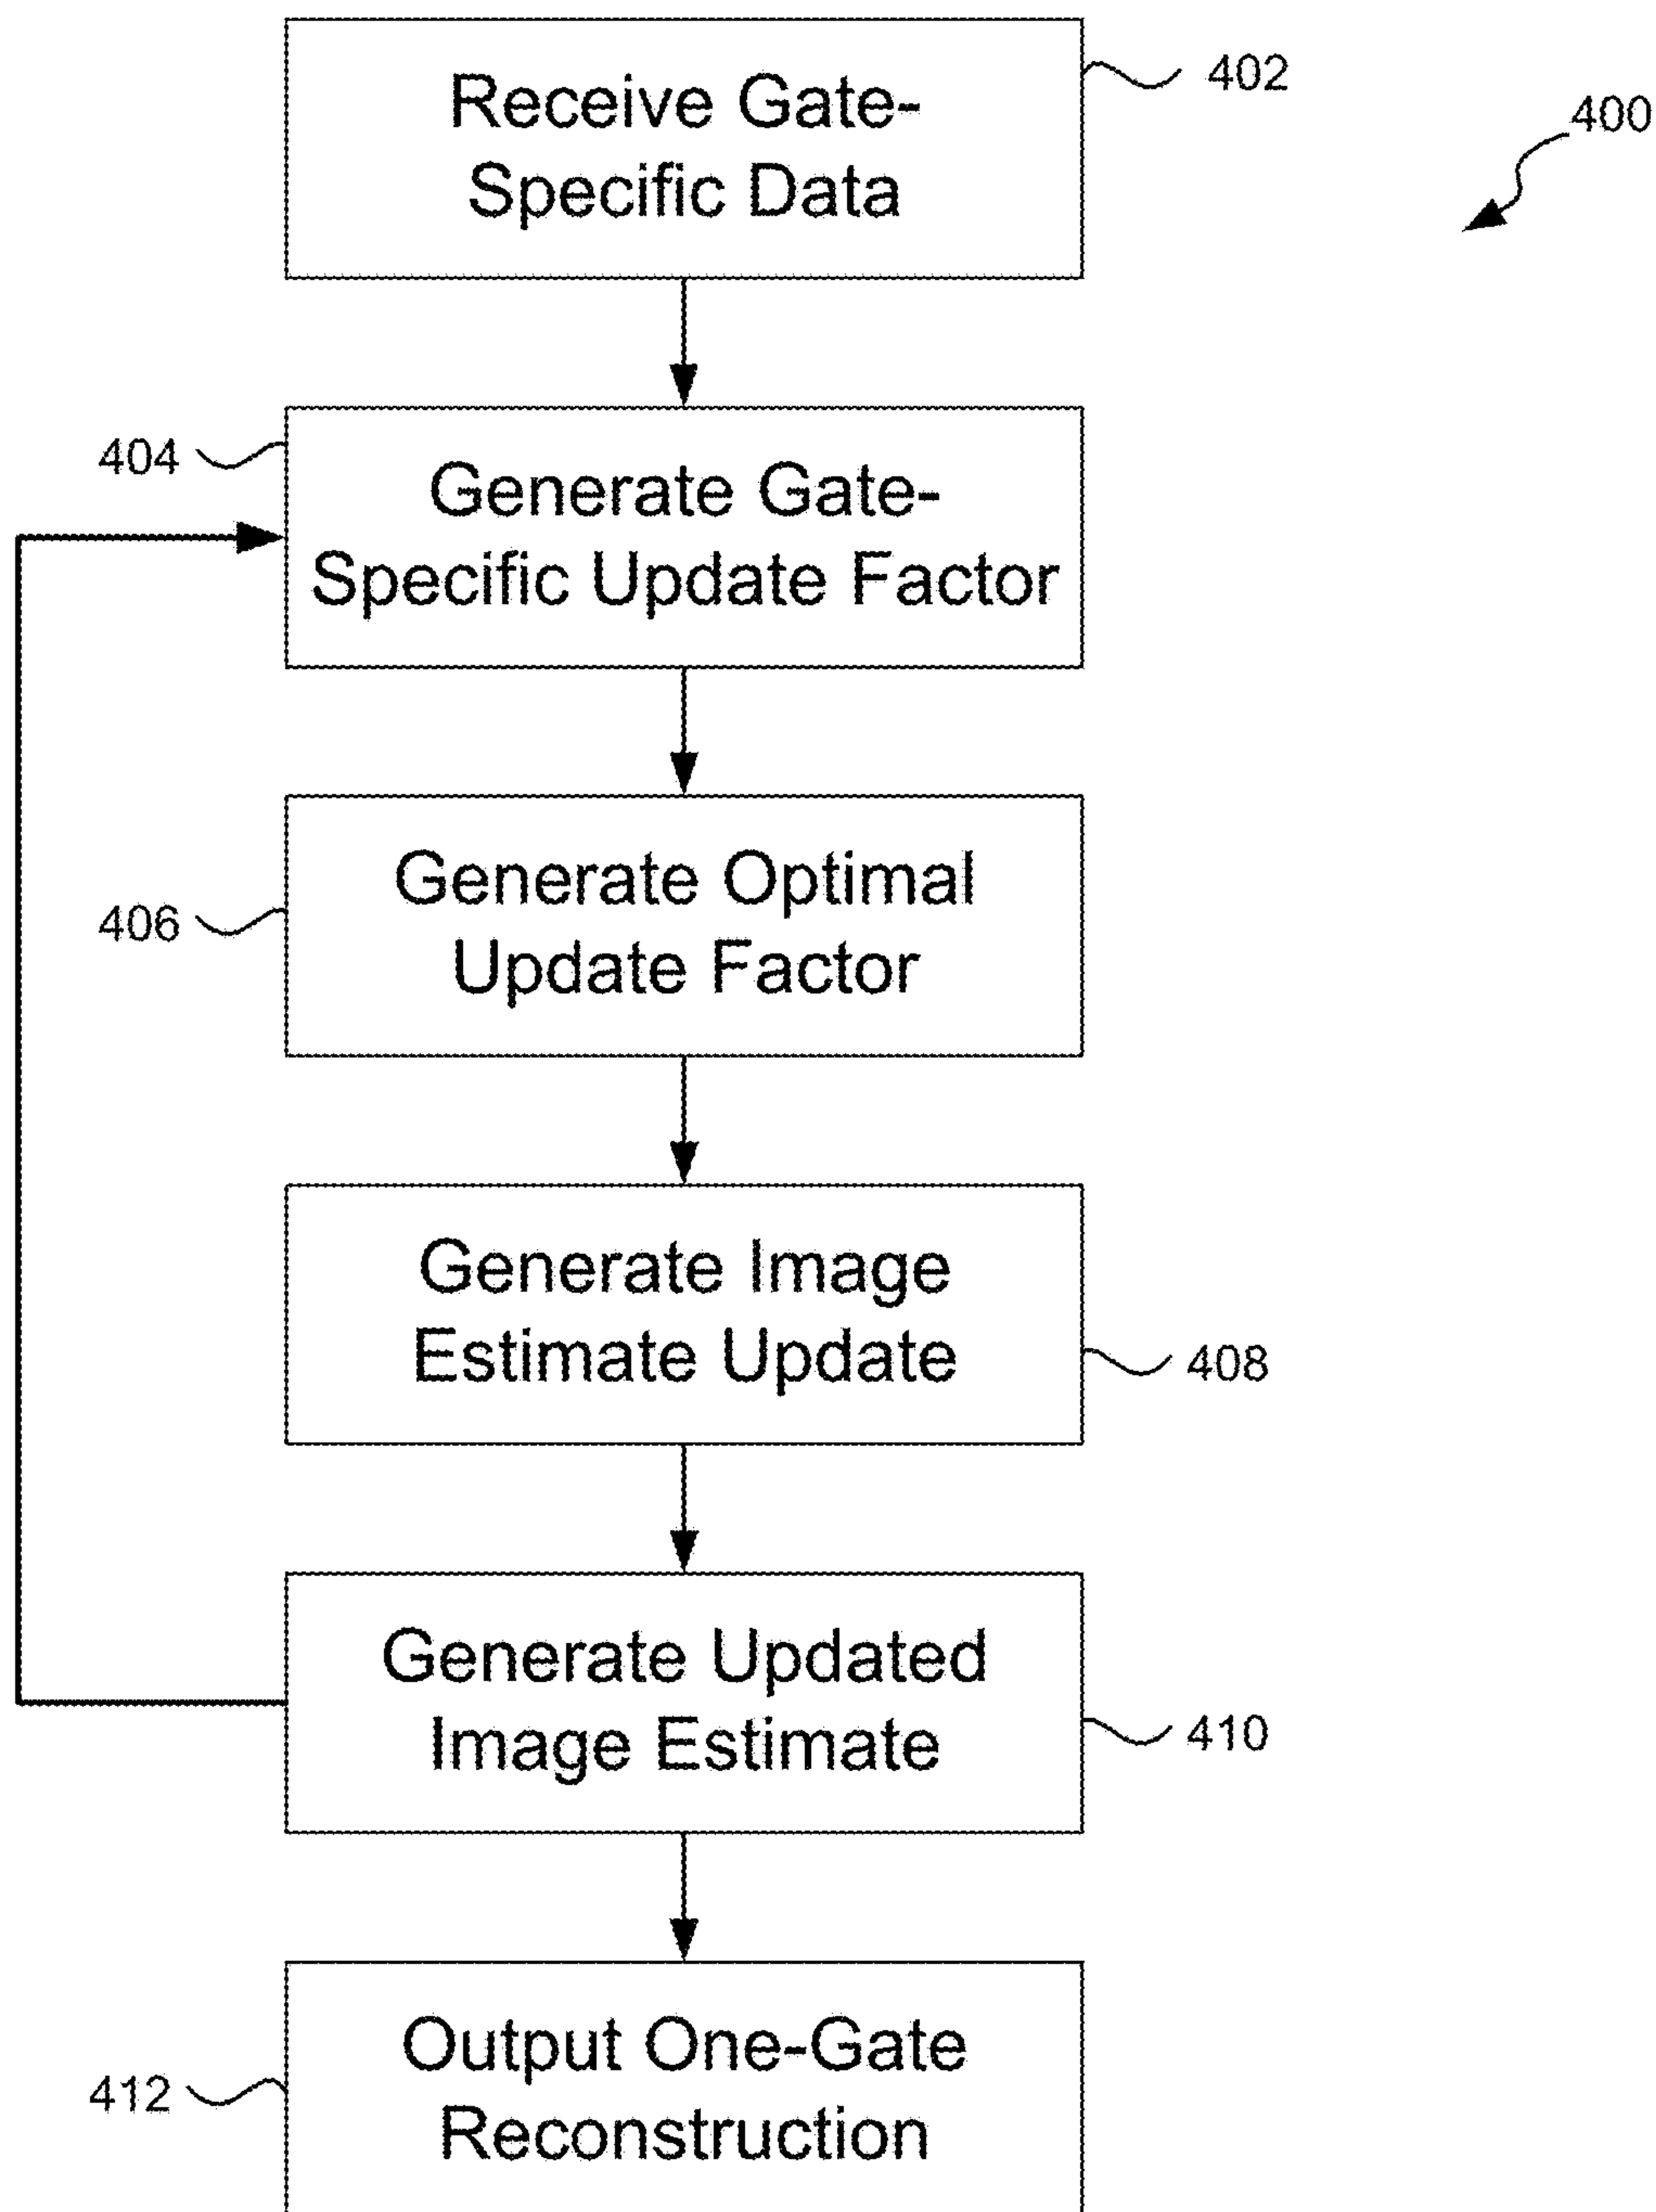 Receive Gate-
Specific Data
402
400
404
Generate Gate-
Specific Update Factor
406
Generate Optimal
Update Factor
Generate Image
Estimate Update
408
Generate Updated
Image Estimate
410
412
Output One-Gate
Reconstruction